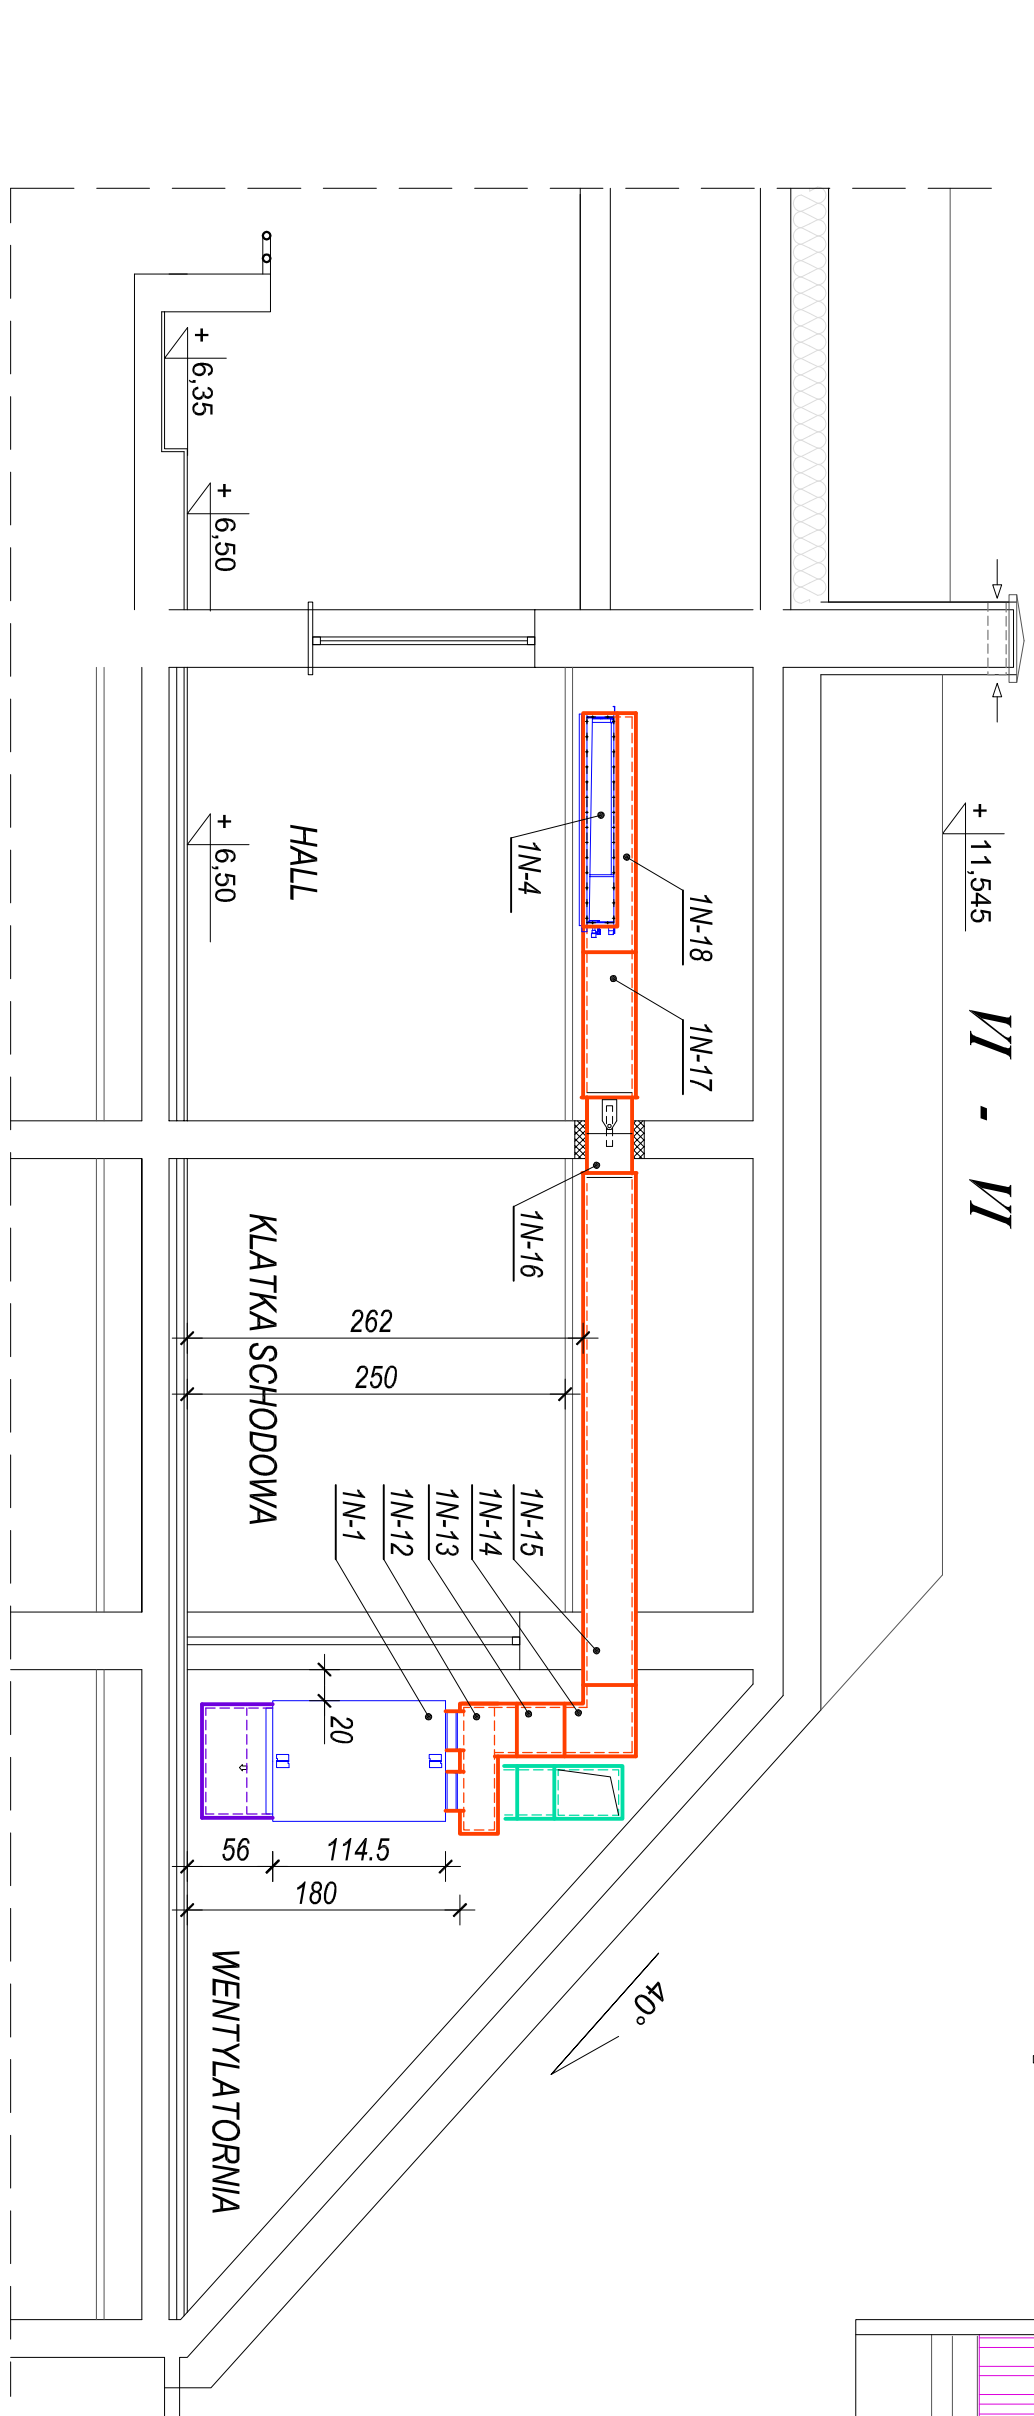 VI - VI
+ 11,545
+ 6,35
+ 6,50
+ 6,50
HALL
1N-4
1N-18
1N-17
1N-16
KLATKA SCHODOWA
262
250
1N-15
1N-14
1N-13
1N-12
1N-1
20
56
114.5
180
WENTYLATORNIA
40°